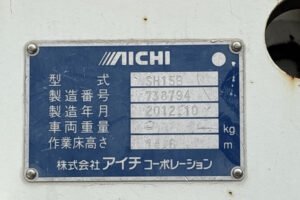 AICHI
型式 SH15B
製造番号 738794
製造年月 2012.10
車両重量 kg
作業床高さ 14.6 m
株式会社アイチコーポレーション